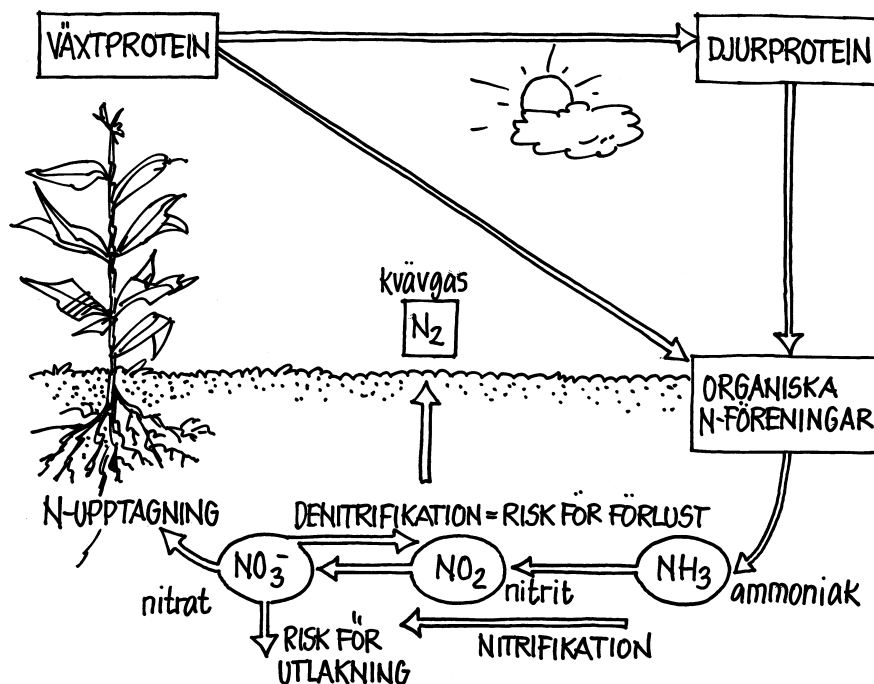 VÄXTPROTEIN
DJURPROTEIN
kvävgas
N₂
ORGANISKA
N-FÖRENINGAR
N-UPPTAGNING
DENITRIFIKATION = RISK FÖR FÖRLUST
NO₃⁻
NO₂
NH₃
nitrat
nitrit
ammoniak
RISK FÖR
UTLAKNING
NITRIFIKATION